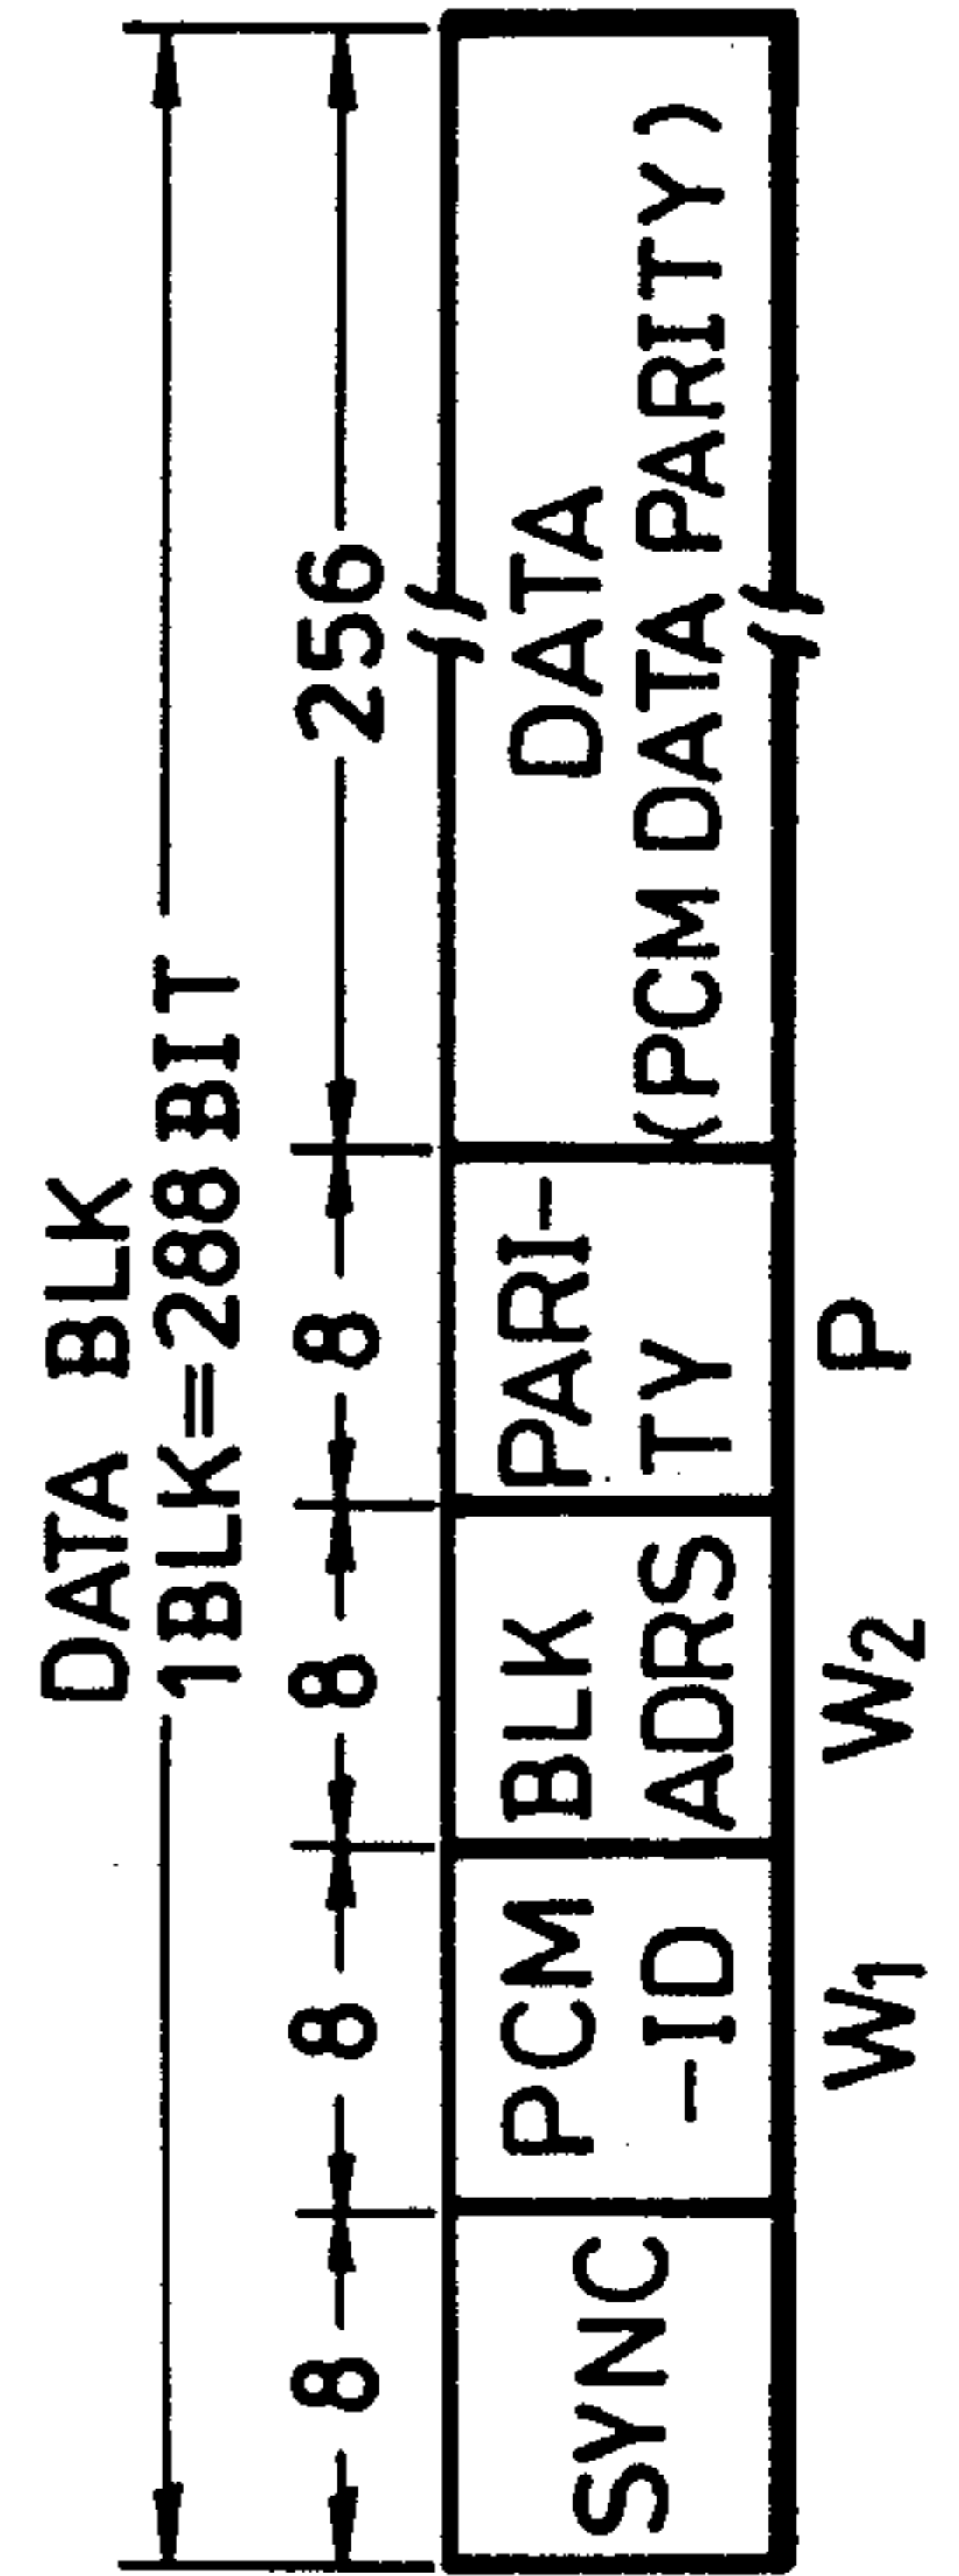 DATA BLK
1BLK=288 BIT
8 8 8 8 256
SYNC
PCM
-ID
BLK
ADRS
PARI-
TY
DATA
(PCM DATA PARITY)
W1 W2 P